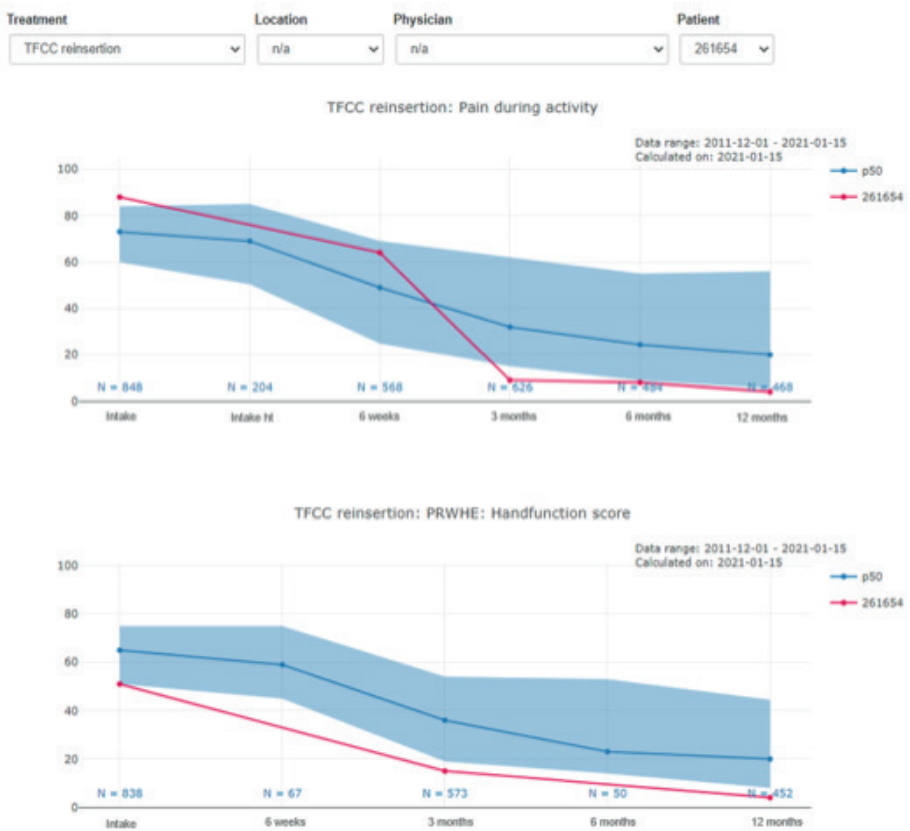 Treatment Location Physician Patient
TFCC reinsertion n/a n/a 261654
TFCC reinsertion: Pain during activity
Data range: 2011-12-01 - 2021-01-15
Calculated on: 2021-01-15
p50
261654
100
80
60
40
20
0
N = 848 N = 204 N = 568 N = 626 N = 484 N = 468
Intake Intake ht 6 weeks 3 months 6 months 12 months
TFCC reinsertion: PRWHE: Handfunction score
Data range: 2011-12-01 - 2021-01-15
Calculated on: 2021-01-15
p50
261654
100
80
60
40
20
0
N = 838 N = 67 N = 573 N = 50 N = 452
Intake 6 weeks 3 months 6 months 12 months